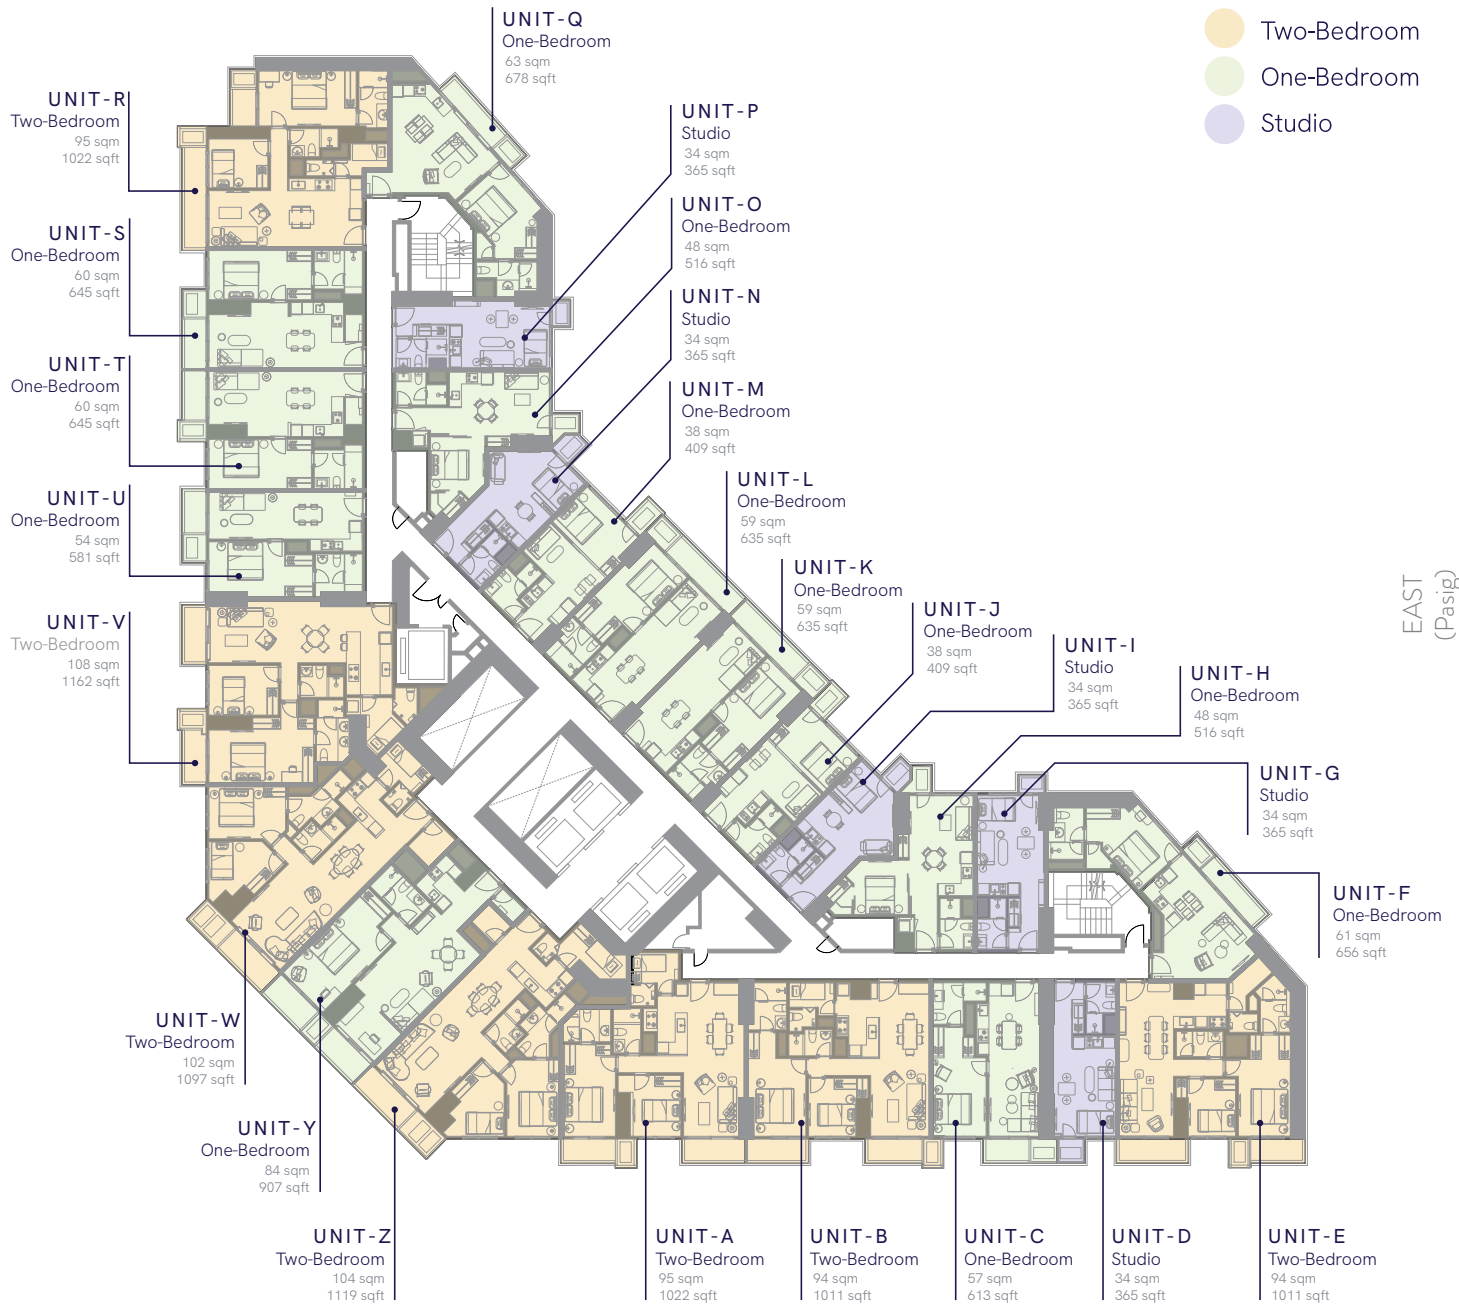 Two-Bedroom
One-Bedroom
Studio
UNIT-Q
One-Bedroom
63 sqm
678 sqft
UNIT-R
Two-Bedroom
95 sqm
1022 sqft
UNIT-P
Studio
34 sqm
365 sqft
UNIT-O
One-Bedroom
48 sqm
516 sqft
UNIT-S
One-Bedroom
60 sqm
645 sqft
UNIT-N
Studio
34 sqm
365 sqft
UNIT-T
One-Bedroom
60 sqm
645 sqft
UNIT-M
One-Bedroom
38 sqm
409 sqft
UNIT-L
One-Bedroom
59 sqm
635 sqft
UNIT-U
One-Bedroom
54 sqm
581 sqft
UNIT-K
One-Bedroom
59 sqm
635 sqft
UNIT-J
One-Bedroom
38 sqm
409 sqft
UNIT-V
Two-Bedroom
108 sqm
1162 sqft
UNIT-I
Studio
34 sqm
365 sqft
UNIT-H
One-Bedroom
48 sqm
516 sqft
EAST
(Pasig)
UNIT-G
Studio
34 sqm
365 sqft
UNIT-F
One-Bedroom
61 sqm
656 sqft
UNIT-W
Two-Bedroom
102 sqm
1097 sqft
UNIT-Y
One-Bedroom
84 sqm
907 sqft
UNIT-Z
Two-Bedroom
104 sqm
1119 sqft
UNIT-A
Two-Bedroom
95 sqm
1022 sqft
UNIT-B
Two-Bedroom
94 sqm
1011 sqft
UNIT-C
One-Bedroom
57 sqm
613 sqft
UNIT-D
Studio
34 sqm
365 sqft
UNIT-E
Two-Bedroom
94 sqm
1011 sqft